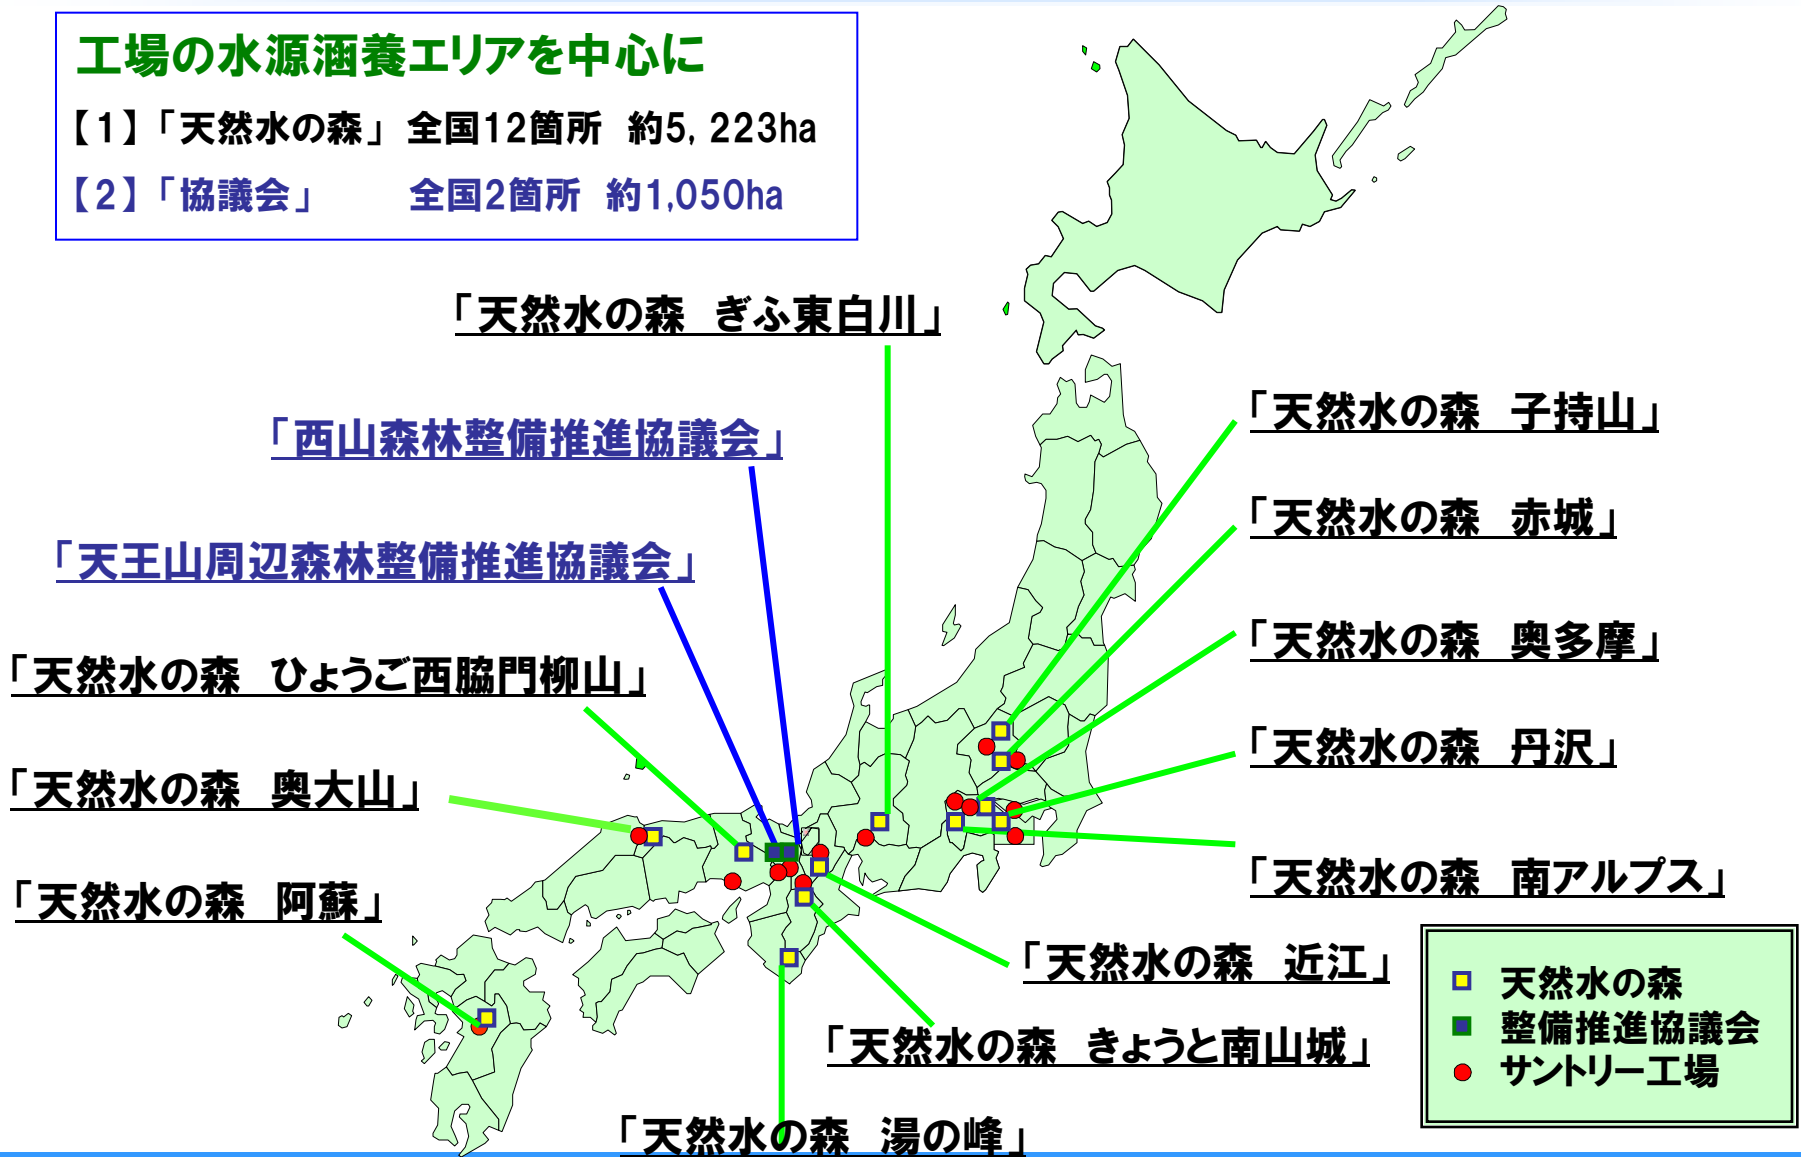 工場の水源涵養エリアを中心に
【1】「天然水の森」 全国12箇所 約5,223ha
【2】「協議会」 全国2箇所 約1,050ha
「天然水の森 ぎふ東白川」
「西山森林整備推進協議会」
「天王山周辺森林整備推進協議会」
「天然水の森 ひょうご西脇門柳山」
「天然水の森 奥大山」
「天然水の森 阿蘇」
「天然水の森 子持山」
「天然水の森 赤城」
「天然水の森 奥多摩」
「天然水の森 丹沢」
「天然水の森 南アルプス」
「天然水の森 近江」
「天然水の森 きょうと南山城」
「天然水の森 湯の峰」
天然水の森
整備推進協議会
サントリー工場